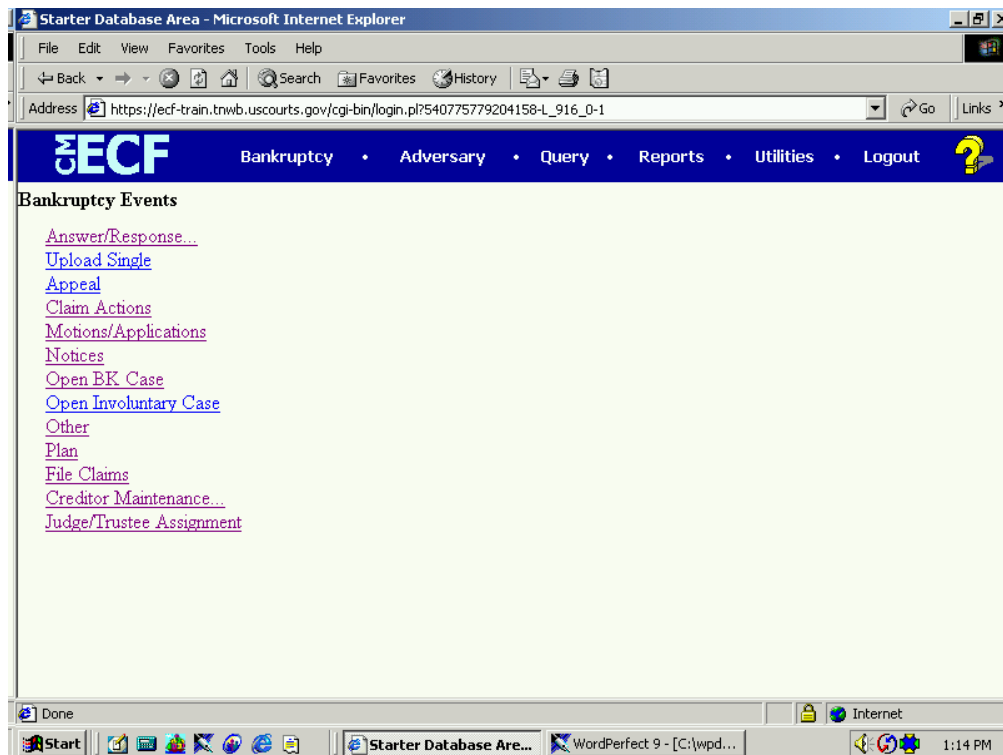 Starter Database Area - Microsoft Internet Explorer
File Edit View Favorites Tools Help
Back Search Favorites History
Address https://ecf-train.tnwb.uscourts.gov/cgi-bin/login.pl?540775779204158-L_916_0-1 Go Links
CM ECF Bankruptcy • Adversary • Query • Reports • Utilities • Logout ?
Bankruptcy Events
Answer/Response...
Upload Single
Appeal
Claim Actions
Motions/Applications
Notices
Open BK Case
Open Involuntary Case
Other
Plan
File Claims
Creditor Maintenance...
Judge/Trustee Assignment
Done Internet
Start Starter Database Are... WordPerfect 9 - [C:\wpd... 1:14 PM